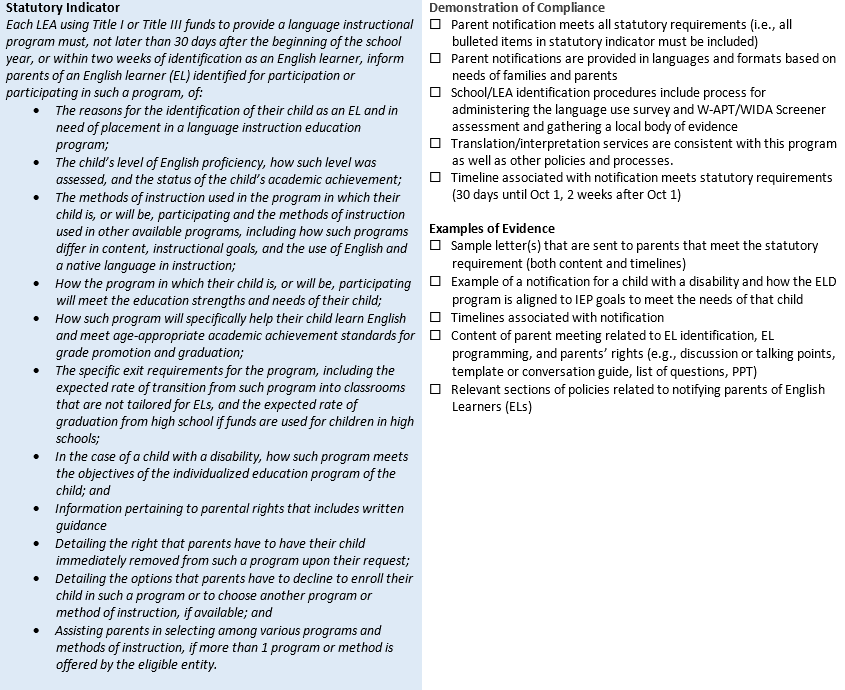 Statutory Indicator
Each LEA using Title I or Title III funds to provide a language instructional
program must, not later than 30 days after the beginning of the school
year, or within two weeks of identification as an English learner, inform
parents of an English learner (EL) identified for participation or
participating in such a program, of:
• The reasons for the identification of their child as an EL and in
need of placement in a language instruction education
program;
• The child's level of English proficiency, how such level was
assessed, and the status of the child's academic achievement;
• The methods of instruction used in the program in which their
child is, or will be, participating and the methods of instruction
used in other available programs, including how such programs
differ in content, instructional goals, and the use of English and
a native language in instruction;
• How the program in which their child is, or will be, participating
will meet the education strengths and needs of their child;
• How such program will specifically help their child learn English
and meet age-appropriate academic achievement standards for
grade promotion and graduation;
• The specific exit requirements for the program, including the
expected rate of transition from such program into classrooms
that are not tailored for ELs, and the expected rate of
graduation from high school if funds are used for children in high
schools;
• In the case of a child with a disability, how such program meets
the objectives of the individualized education program of the
child; and
• Information pertaining to parental rights that includes written
guidance
• Detailing the right that parents have to have their child
immediately removed from such a program upon their request;
• Detailing the options that parents have to decline to enroll their
child in such a program or to choose another program or
method of instruction, if available; and
• Assisting parents in selecting among various programs and
methods of instruction, if more than 1 program or method is
offered by the eligible entity.
Demonstration of Compliance
☐ Parent notification meets all statutory requirements (i.e., all
bulleted items in statutory indicator must be included)
☐ Parent notifications are provided in languages and formats based on
needs of families and parents
☐ School/LEA identification procedures include process for
administering the language use survey and W-APT/WIDA Screener
assessment and gathering a local body of evidence
☐ Translation/interpretation services are consistent with this program
as well as other policies and processes.
☐ Timeline associated with notification meets statutory requirements
(30 days until Oct 1, 2 weeks after Oct 1)
Examples of Evidence
☐ Sample letter(s) that are sent to parents that meet the statutory
requirement (both content and timelines)
☐ Example of a notification for a child with a disability and how the ELD
program is aligned to IEP goals to meet the needs of that child
☐ Timelines associated with notification
☐ Content of parent meeting related to EL identification, EL
programming, and parents' rights (e.g., discussion or talking points,
template or conversation guide, list of questions, PPT)
☐ Relevant sections of policies related to notifying parents of English
Learners (ELs)